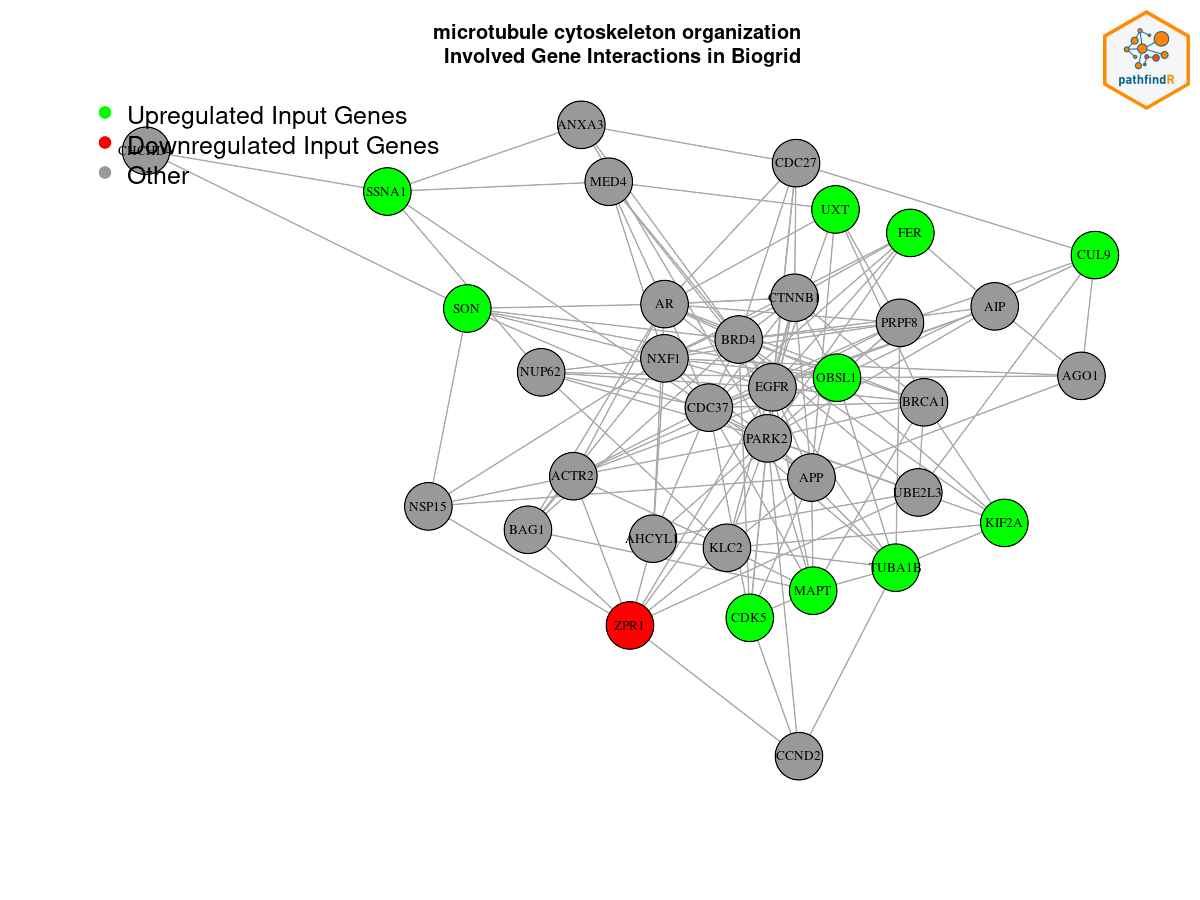 microtubule cytoskeleton organization
Involved Gene Interactions in Biogrid
pathfindR
Upregulated Input Genes
Downregulated Input Genes
Other
ANXA3
CDC27
MED4
SSNA1
UXT
FER
CUL9
SON
AR
CTNNB1
AIP
PRPF8
BRD4
NXF1
NUP62
EGFR
OBSL1
AGO1
CDC37
BRCA1
PARK2
ACTR2
APP
UBE2L3
NSP15
BAG1
AHCYL1
KLC2
KIF2A
TUBA1B
MAPT
CDK5
ZPR1
CCND2